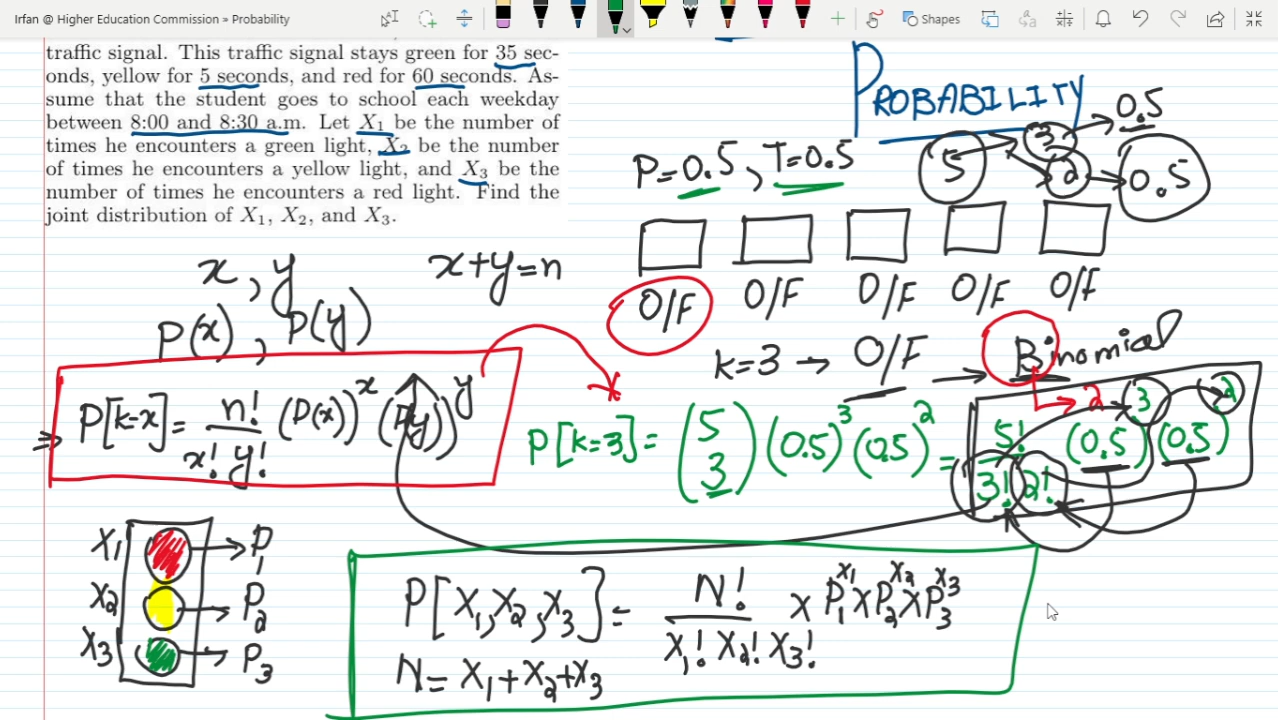 Irfan @ Higher Education Commission » Probability
Shapes
traffic signal. This traffic signal stays green for 35 sec-
onds, yellow for 5 seconds, and red for 60 seconds. As-
sume that the student goes to school each weekday
between 8:00 and 8:30 a.m. Let X₁ be the number of
times he encounters a green light, X₂ be the number
of times he encounters a yellow light, and X₃ be the
number of times he encounters a red light. Find the
joint distribution of X₁, X₂, and X₃.
PROBABILITY
P=0.5, T=0.5
5 3 → 0.5
2 → 0.5
O/F O/F O/F O/F O/F
k=3 → O/F → Binomial
→ 2
x, y x+y=n
P(x), P(y)
⇒ P[k=x] = n!/(x! y!) (P(x))^x (P(y))^y
P[k=3] = (5 3) (0.5)³ (0.5)² = 5!/(3! 2!) (0.5)³ (0.5)²
X₁ → P₁
X₂ → P₂
X₃ → P₃
P[X₁, X₂, X₃] = N!/(X₁! X₂! X₃!) × P₁^X₁ × P₂^X₂ × P₃^X₃
N = X₁+X₂+X₃